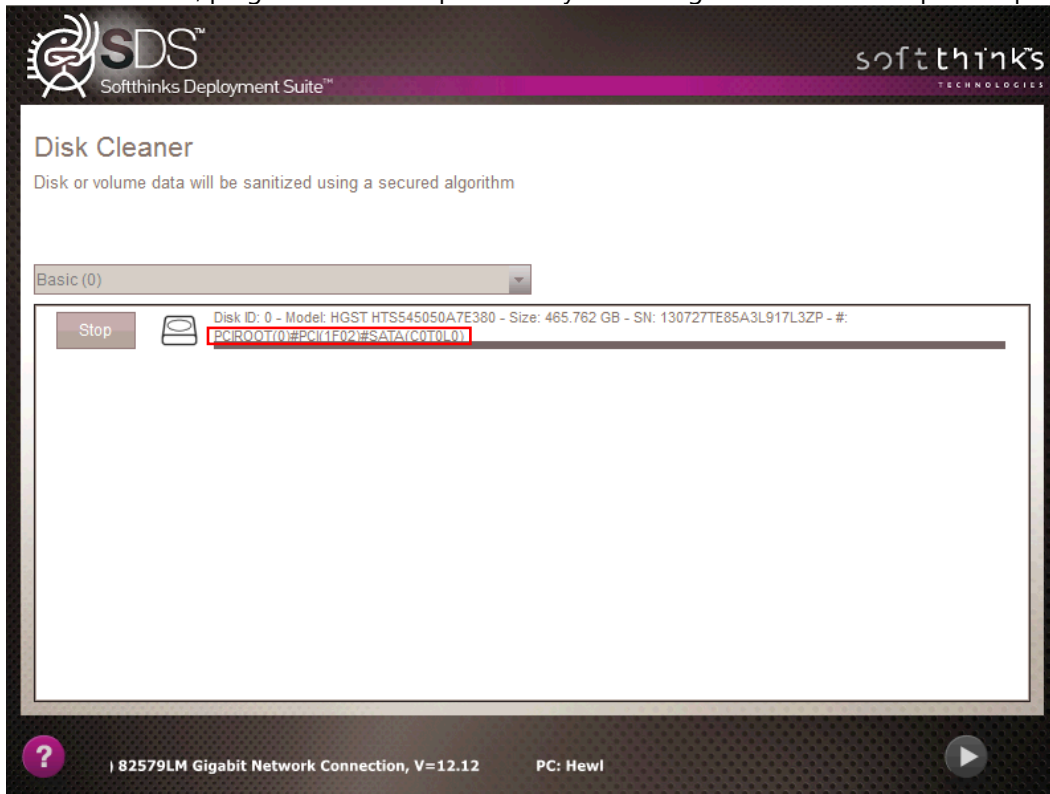 SDS™
Softthinks Deployment Suite™
softthinks
TECHNOLOGIES
Disk Cleaner
Disk or volume data will be sanitized using a secured algorithm
Basic (0)
Stop
Disk ID: 0 - Model: HGST HTS545050A7E380 - Size: 465.762 GB - SN: 130727TE85A3L917L3ZP - #:
PCIROOT(0)#PCI(1F02)#SATA(C0T0L0)
?
) 82579LM Gigabit Network Connection, V=12.12 PC: Hewl